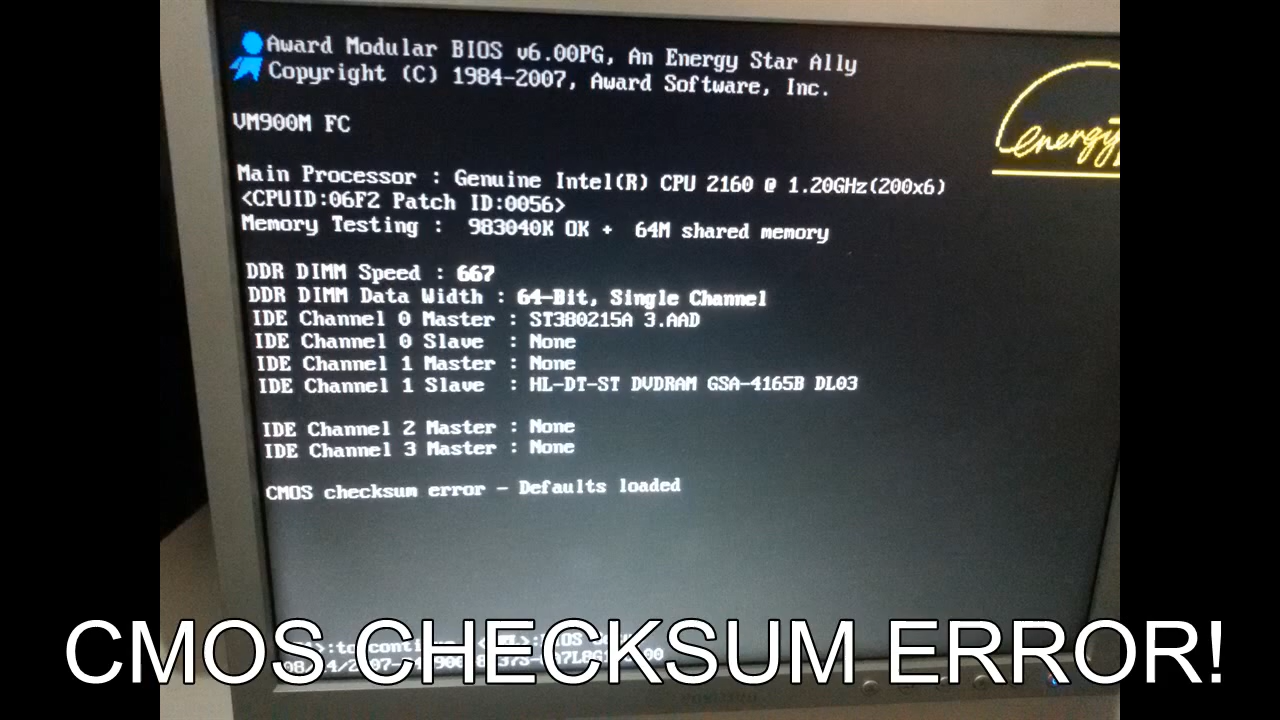 Award Modular BIOS v6.00PG, An Energy Star Ally
Copyright (C) 1984-2007, Award Software, Inc.
energy
VM900M FC
Main Processor : Genuine Intel(R) CPU 2160 @ 1.20GHz(200x6)
<CPUID:06F2 Patch ID:0056>
Memory Testing : 983040K OK + 64M shared memory
DDR DIMM Speed : 667
DDR DIMM Data Width : 64-Bit, Single Channel
IDE Channel 0 Master : ST380215A 3.AAD
IDE Channel 0 Slave : None
IDE Channel 1 Master : None
IDE Channel 1 Slave : HL-DT-ST DVDRAM GSA-4165B DL03
IDE Channel 2 Master : None
IDE Channel 3 Master : None
CMOS checksum error - Defaults loaded
CMOS CHECKSUM ERROR!